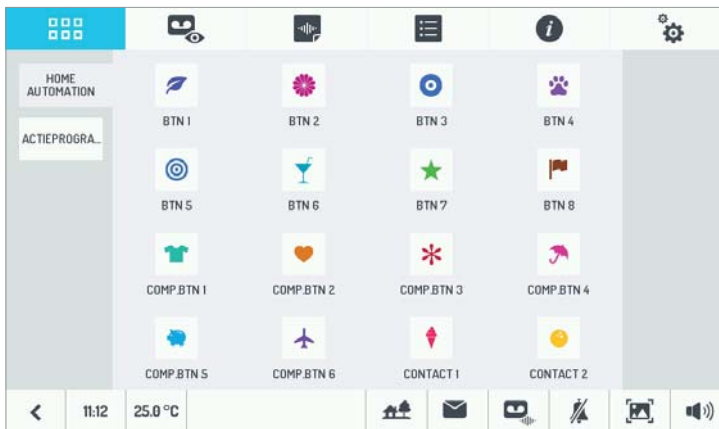 HOME
AUTOMATION
ACTIEPROGRA...
BTN 1
BTN 2
BTN 3
BTN 4
BTN 5
BTN 6
BTN 7
BTN 8
COMP.BTN 1
COMP.BTN 2
COMP.BTN 3
COMP.BTN 4
COMP.BTN 5
COMP.BTN 6
CONTACT 1
CONTACT 2
11:12
25.0 °C